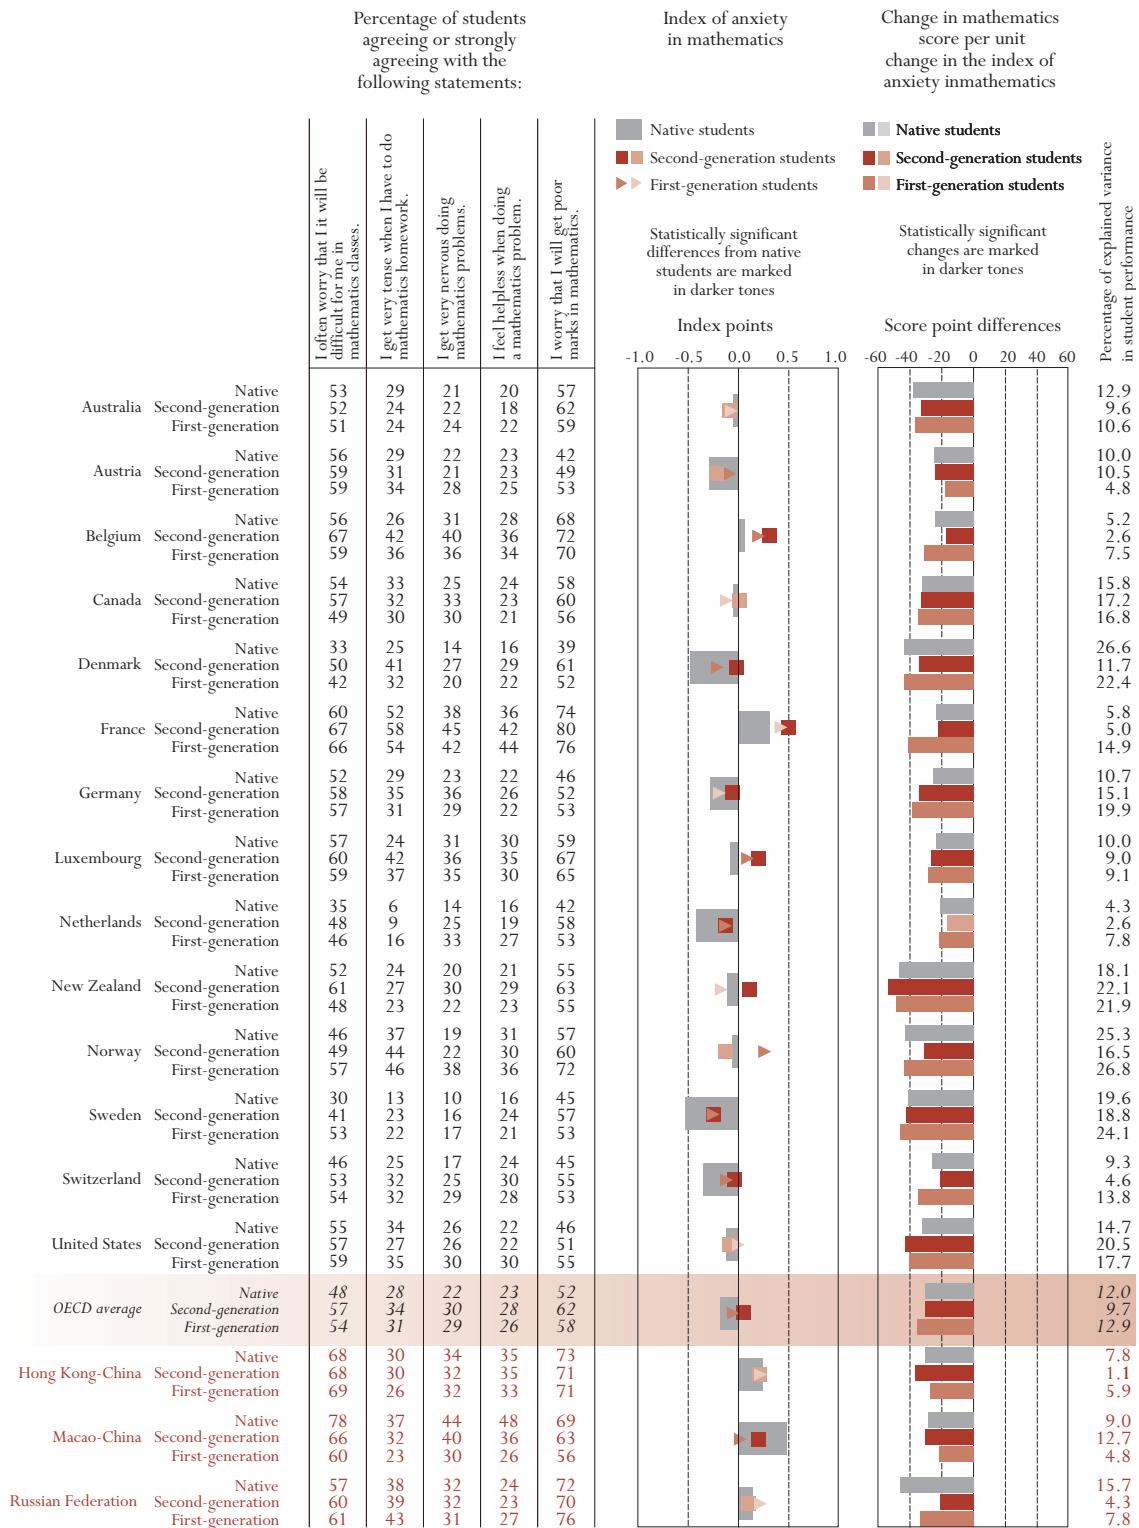 Percentage of students
agreeing or strongly
agreeing with the
following statements:
Index of anxiety
in mathematics
Change in mathematics
score per unit
change in the index of
anxiety inmathematics
I often worry that I it will be
difficult for me in
mathematics classes.
I get very tense when I have to do
mathematics homework.
I get very nervous doing
mathematics problems.
I feel helpless when doing
a mathematics problem.
I worry that I will get poor
marks in mathematics.
Native students
Second-generation students
First-generation students
Statistically significant
differences from native
students are marked
in darker tones
Index points
-1.0 -0.5 0.0 0.5 1.0
Native students
Second-generation students
First-generation students
Statistically significant
changes are marked
in darker tones
Score point differences
-60 -40 -20 0 20 40 60
Percentage of explained variance
in student performance
Native 53 29 21 20 57 12.9
Australia Second-generation 52 24 22 18 62 9.6
First-generation 51 24 24 22 59 10.6
Native 56 29 22 23 42 10.0
Austria Second-generation 59 31 21 23 49 10.5
First-generation 59 34 28 25 53 4.8
Native 56 26 31 28 68 5.2
Belgium Second-generation 67 42 40 36 72 2.6
First-generation 59 36 36 34 70 7.5
Native 54 33 25 24 58 15.8
Canada Second-generation 57 32 33 23 60 17.2
First-generation 49 30 30 21 56 16.8
Native 33 25 14 16 39 26.6
Denmark Second-generation 50 41 27 29 61 11.7
First-generation 42 32 20 22 52 22.4
Native 60 52 38 36 74 5.8
France Second-generation 67 58 45 42 80 5.0
First-generation 66 54 42 44 76 14.9
Native 52 29 23 22 46 10.7
Germany Second-generation 58 35 36 26 52 15.1
First-generation 57 31 29 22 53 19.9
Native 57 24 31 30 59 10.0
Luxembourg Second-generation 60 42 36 35 67 9.0
First-generation 59 37 35 30 65 9.1
Native 35 6 14 16 42 4.3
Netherlands Second-generation 48 9 25 19 58 2.6
First-generation 46 16 33 27 53 7.8
Native 52 24 20 21 55 18.1
New Zealand Second-generation 61 27 30 29 63 22.1
First-generation 48 23 22 23 55 21.9
Native 46 37 19 31 57 25.3
Norway Second-generation 49 44 22 30 60 16.5
First-generation 57 46 38 36 72 26.8
Native 30 13 10 16 45 19.6
Sweden Second-generation 41 23 16 24 57 18.8
First-generation 53 22 17 21 53 24.1
Native 46 25 17 24 45 9.3
Switzerland Second-generation 53 32 25 30 55 4.6
First-generation 54 32 29 28 53 13.8
Native 55 34 26 22 46 14.7
United States Second-generation 57 27 26 22 51 20.5
First-generation 59 35 30 30 55 17.7
Native 48 28 22 23 52 12.0
OECD average Second-generation 57 34 30 28 62 9.7
First-generation 54 31 29 26 58 12.9
Native 68 30 34 35 73 7.8
Hong Kong-China Second-generation 68 30 32 35 71 1.1
First-generation 69 26 32 33 71 5.9
Native 78 37 44 48 69 9.0
Macao-China Second-generation 66 32 40 36 63 12.7
First-generation 60 23 30 26 56 4.8
Native 57 38 32 24 72 15.7
Russian Federation Second-generation 60 39 32 23 70 4.3
First-generation 61 43 31 27 76 7.8